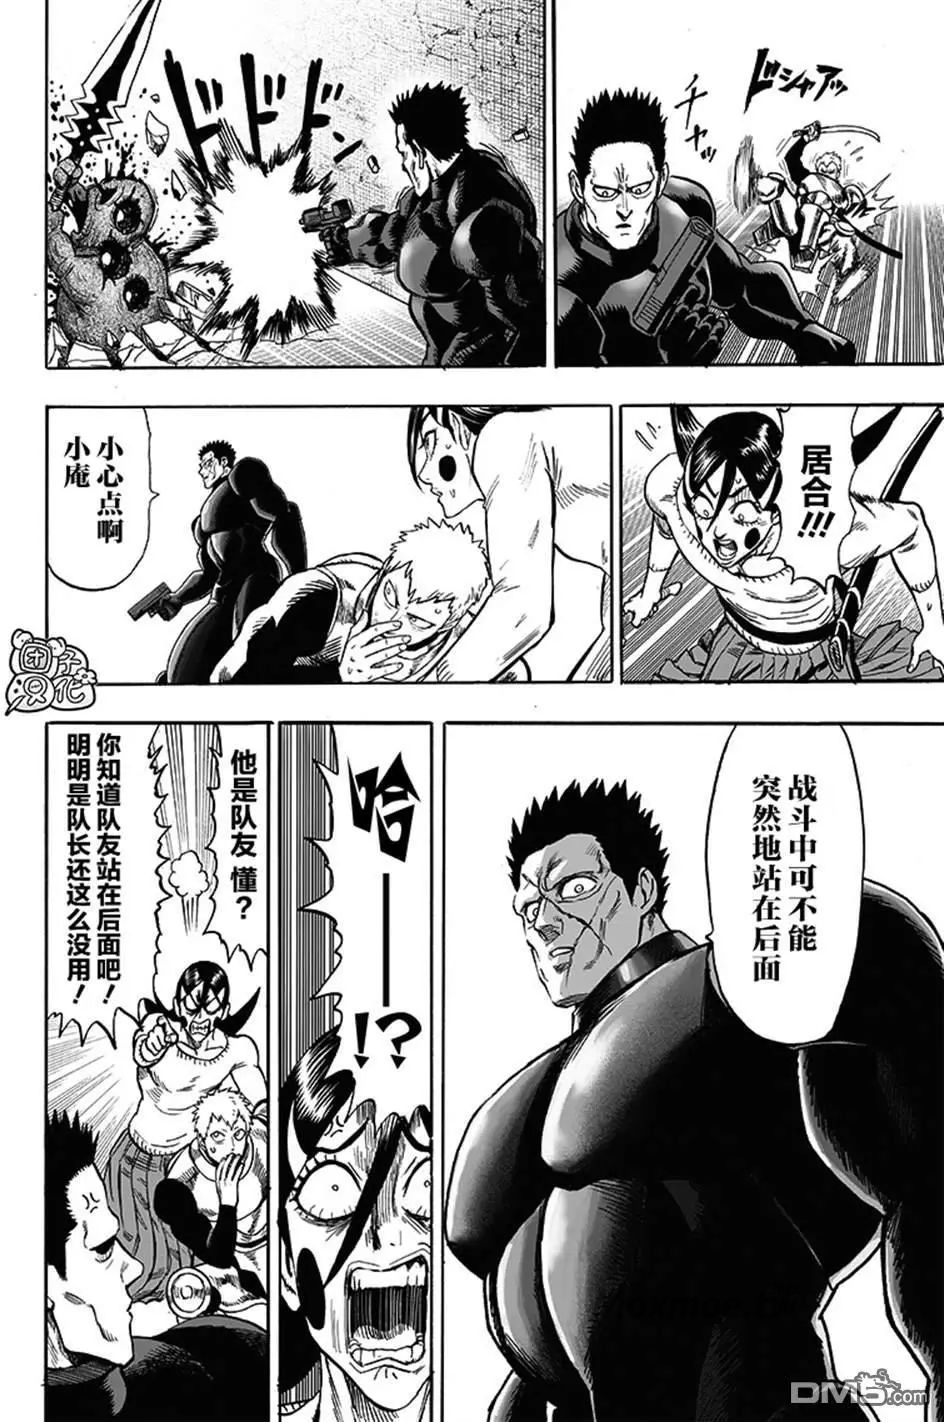 ドシャアッ
チャッ
ドドドン
居合!!!
小心点啊
小庵
战斗中可不能
突然地站在后面
哈——!?
他是队友 懂?
你知道队友站在后面吧!
明明是队长还这么没用!
团子
汉化
DM5.com